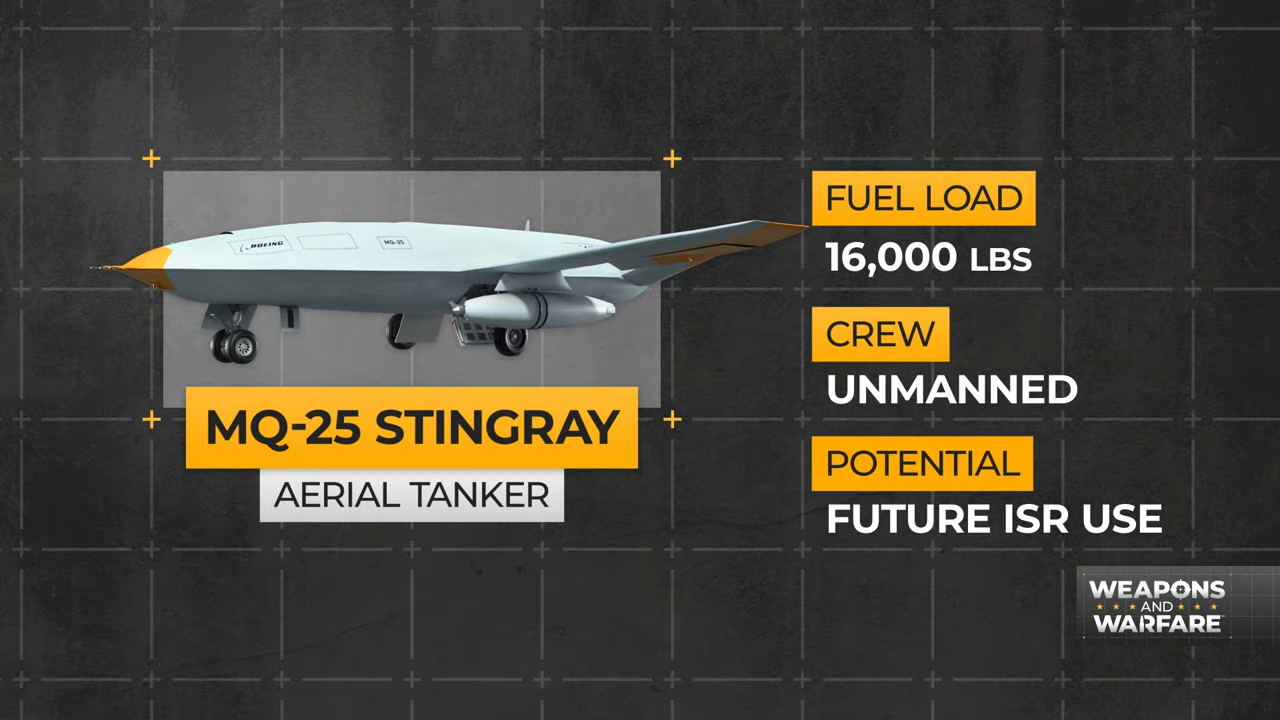 BOEING
MQ-25
MQ-25 STINGRAY
AERIAL TANKER
FUEL LOAD
16,000 LBS
CREW
UNMANNED
POTENTIAL
FUTURE ISR USE
WEAPONS
AND
WARFARE